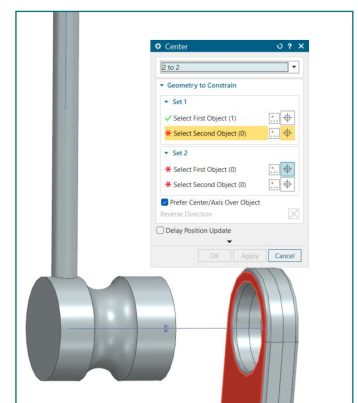 Center
2 to 2
Geometry to Constrain
Set 1
Select First Object (1)
Select Second Object (0)
Set 2
Select First Object (0)
Select Second Object (0)
Prefer Center/Axis Over Object
Reverse Direction
Delay Position Update
OK Apply Cancel